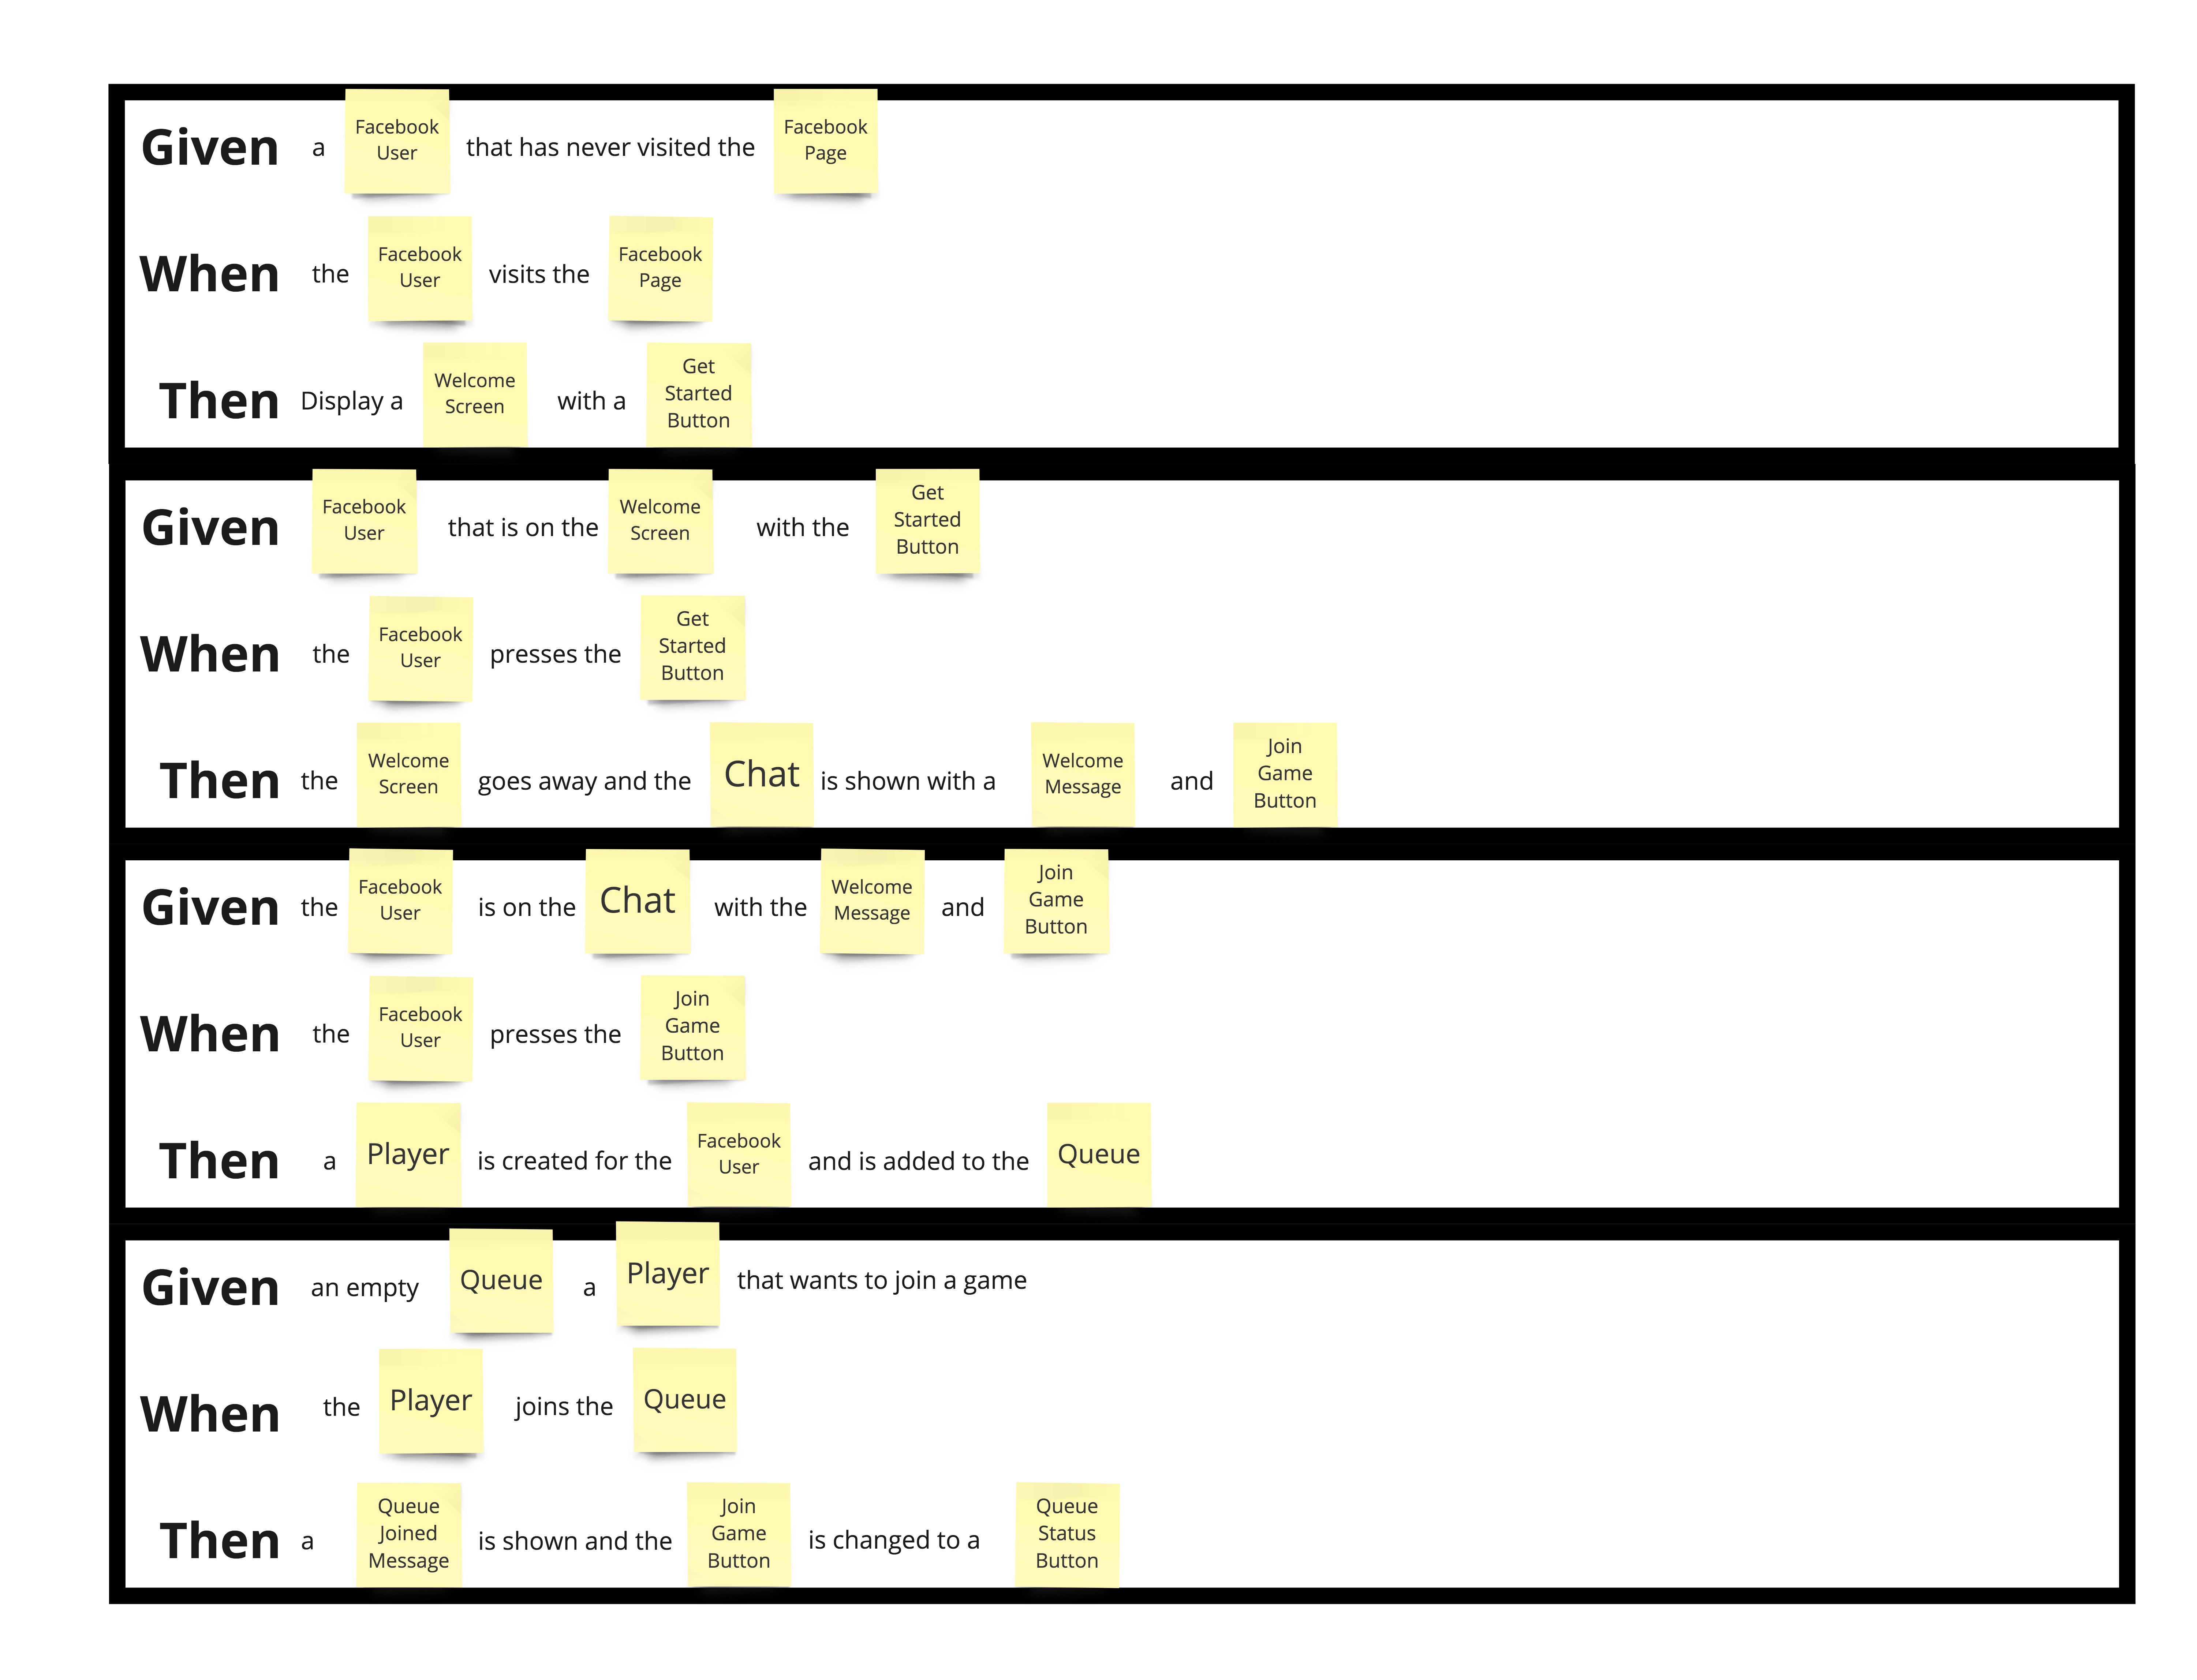 Given a Facebook User that has never visited the Facebook Page
When the Facebook User visits the Facebook Page
Then Display a Welcome Screen with a Get Started Button
Given Facebook User that is on the Welcome Screen with the Get Started Button
When the Facebook User presses the Get Started Button
Then the Welcome Screen goes away and the Chat is shown with a Welcome Message and Join Game Button
Given the Facebook User is on the Chat with the Welcome Message and Join Game Button
When the Facebook User presses the Join Game Button
Then a Player is created for the Facebook User and is added to the Queue
Given an empty Queue a Player that wants to join a game
When the Player joins the Queue
Then a Queue Joined Message is shown and the Join Game Button is changed to a Queue Status Button